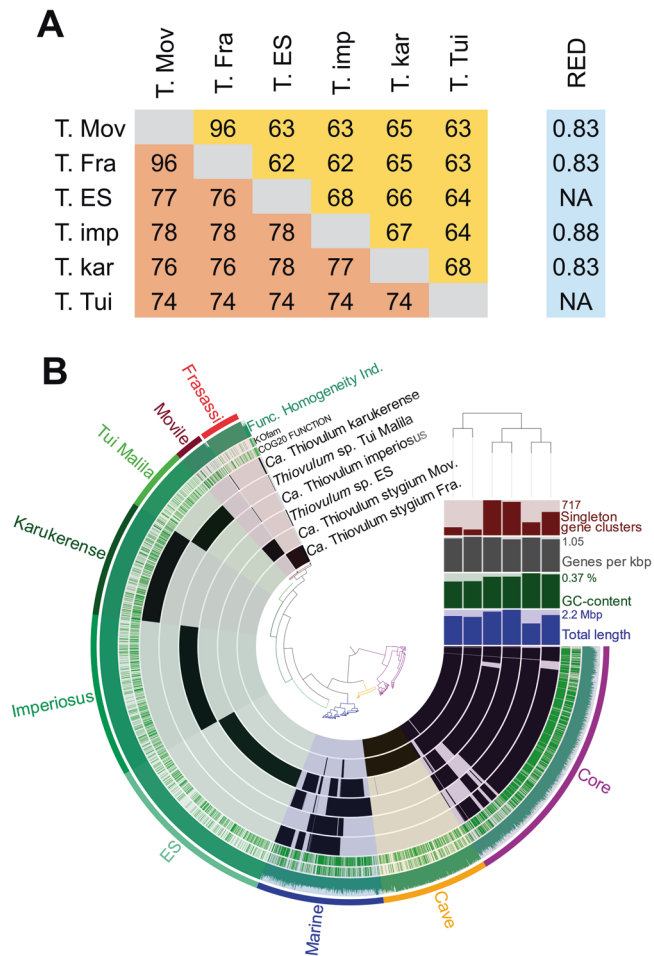 A
T. Mov T. Fra T. ES T. imp T. kar T. Tui RED
T. Mov 96 63 63 65 63 0.83
T. Fra 96 62 62 65 63 0.83
T. ES 77 76 68 66 64 NA
T. imp 78 78 78 67 64 0.88
T. kar 76 76 78 77 68 0.83
T. Tui 74 74 74 74 74 NA
B
Frasassi
Movile
Tui Malila
Karukerense
Imperiosus
ES
Marine
Cave
Core
Func. Homogeneity Ind.
KOfam
COG20 FUNCTION
Ca. Thiovulum karukerense
Thiovulum sp. Tui Malila
Ca. Thiovulum imperiosus
Thiovulum sp. ES
Ca. Thiovulum stygium Mov.
Ca. Thiovulum stygium Fra.
717
Singleton
gene clusters
1.05
Genes per kbp
0.37 %
GC-content
2.2 Mbp
Total length